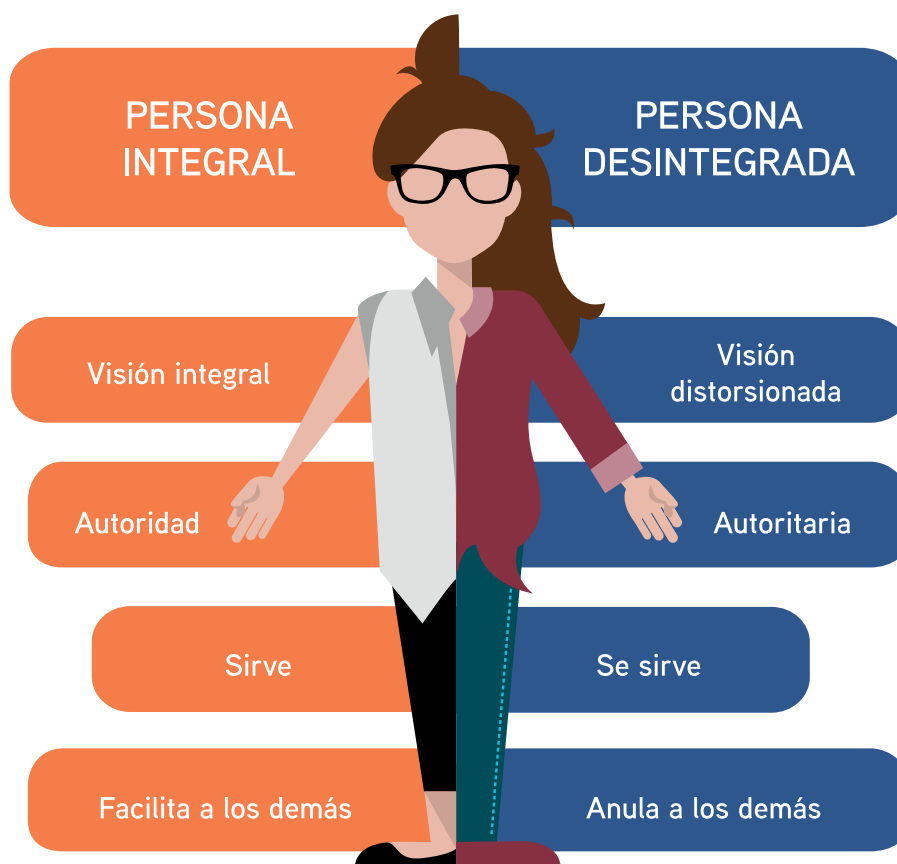 PERSONA
INTEGRAL
PERSONA
DESINTEGRADA
Visión integral
Visión
distorsionada
Autoridad
Autoritaria
Sirve
Se sirve
Facilita a los demás
Anula a los demás